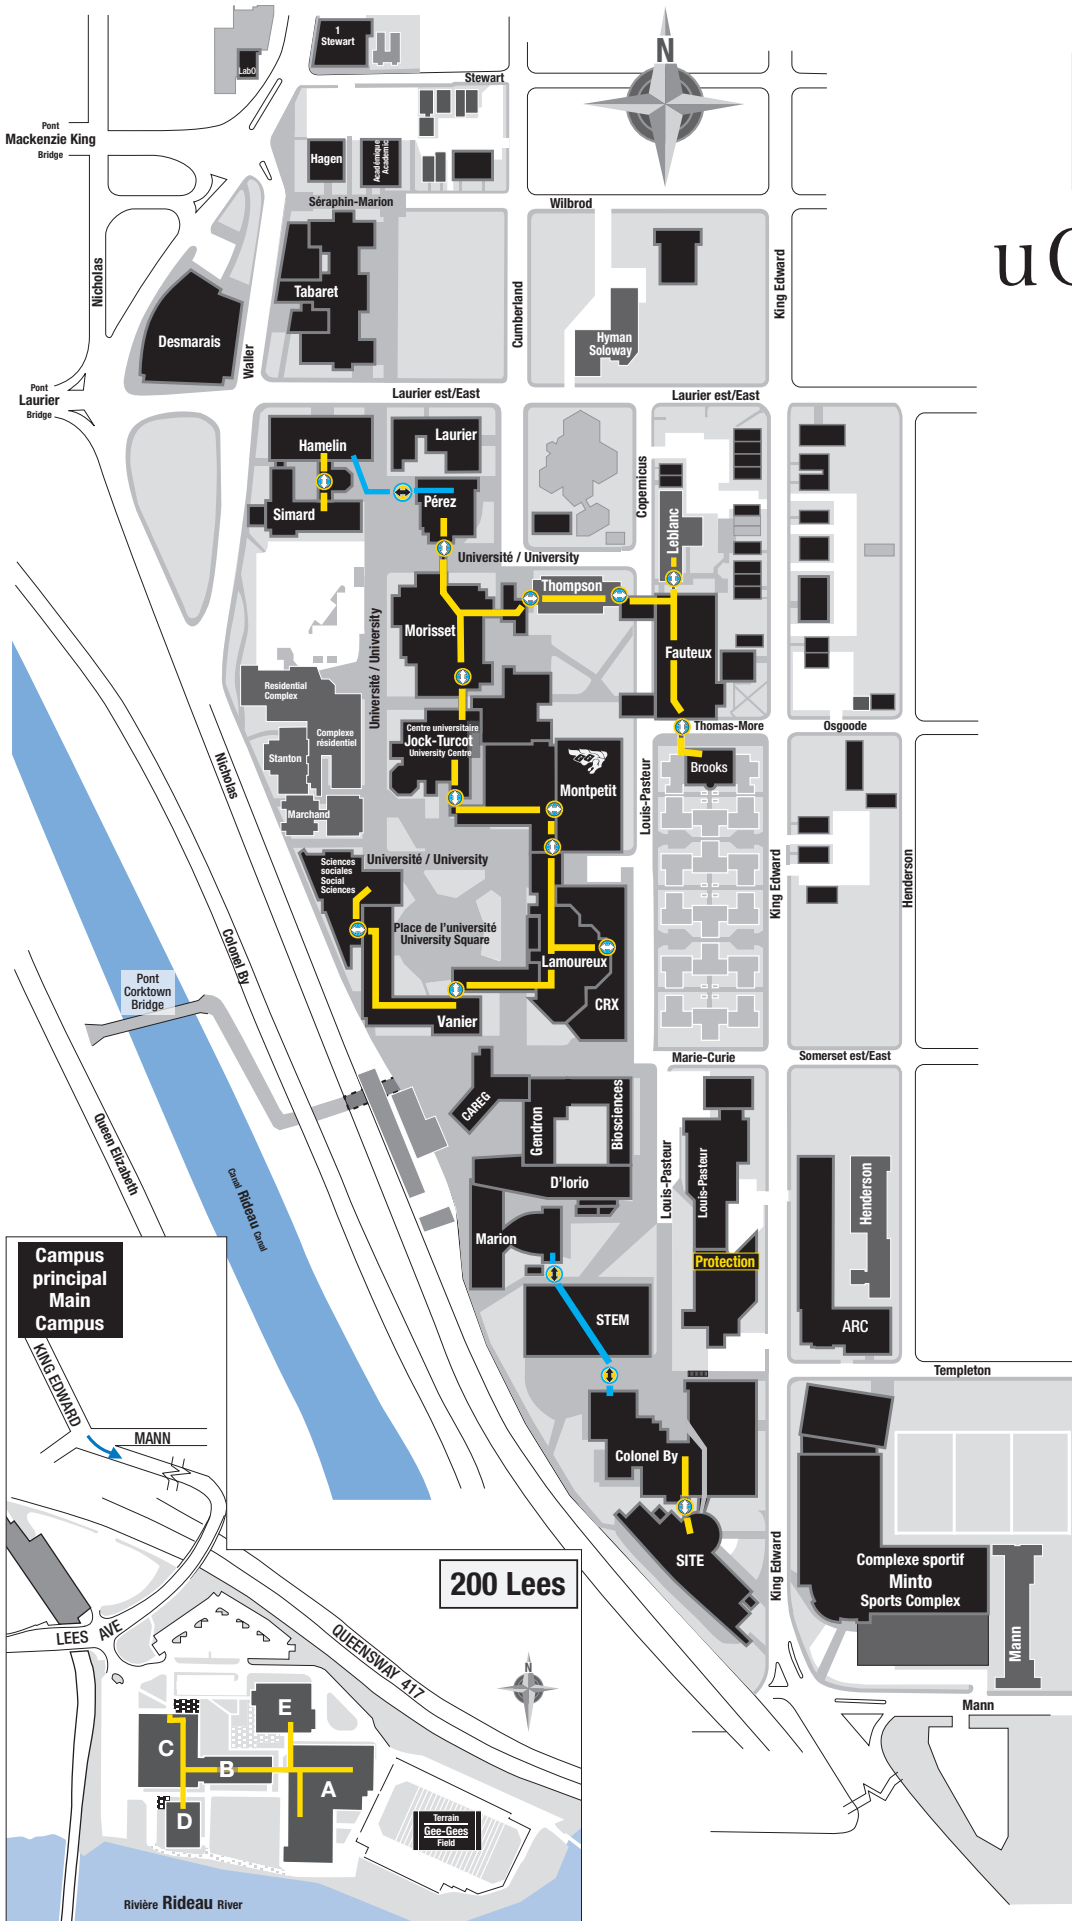 1
Stewart
LabO
N
Stewart
Pont
Mackenzie King
Bridge
Hagen
Académique
Academic
Séraphin-Marion
Wilbrod
uO
Nicholas
Tabaret
Cumberland
King Edward
Desmarais
Hyman
Soloway
Waller
Pont
Laurier
Bridge
Laurier est/East
Laurier est/East
Hamelin
Laurier
Copernicus
Simard
Pérez
Leblanc
Université / University
Thompson
Morisset
Université / University
Fauteux
Residential
Complex
Complexe
résidentiel
Centre universitaire
Jock-Turcot
University Centre
Thomas-More
Osgoode
Stanton
Nicholas
Montpetit
Brooks
Louis-Pasteur
Marchand
Université / University
Sciences
sociales
Social
Sciences
King Edward
Henderson
Place de l'université
University Square
Colonel By
Lamoureux
Pont
Corktown
Bridge
CRX
Vanier
Marie-Curie
Somerset est/East
CAREG
Gendron
Biosciences
Queen Elizabeth
Louis-Pasteur
Louis-Pasteur
D'Iorio
Henderson
Canal Rideau Canal
Marion
Campus
principal
Main
Campus
Protection
STEM
ARC
KING EDWARD
Templeton
MANN
Colonel By
SITE
King Edward
Complexe sportif
Minto
Sports Complex
Mann
200 Lees
LEES AVE
QUEENSWAY 417
N
Mann
E
C
B
A
D
Terrain
Gee-Gees
Field
Rivière Rideau River